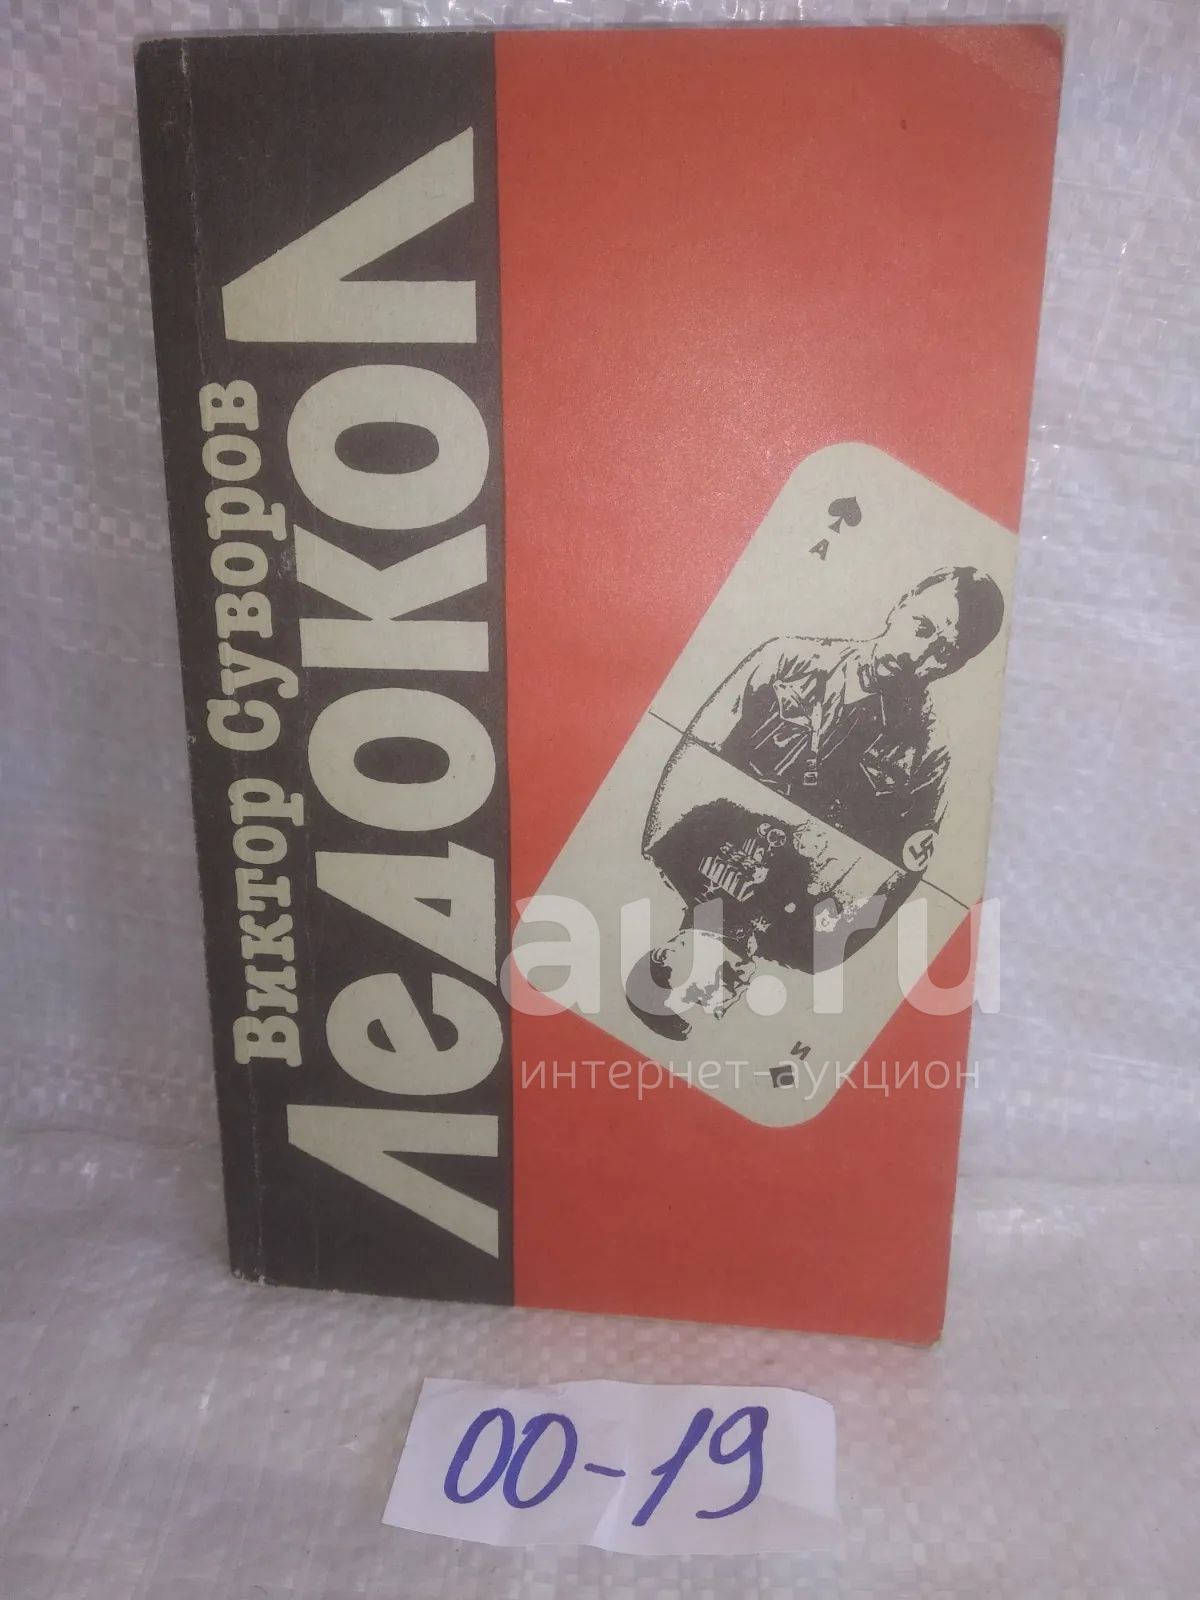 Виктор Суворов
ЛеДОКОЛ
А
И
au.ru
интернет-аукцион
00-19